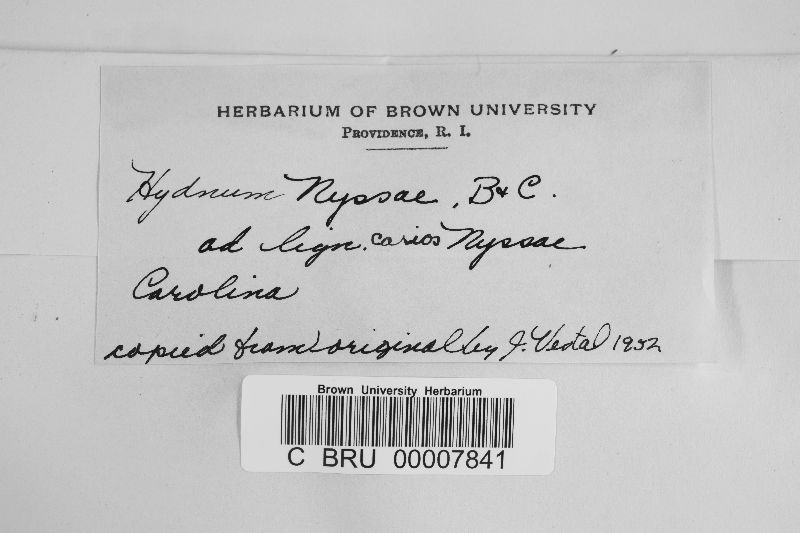 HERBARIUM OF BROWN UNIVERSITY
PROVIDENCE, R. I.
Hydnum Nyssae, B & C.
ad lign. carios Nyssae
Carolina
copied from original by J. Vestal 1952
Brown University Herbarium
C BRU 00007841